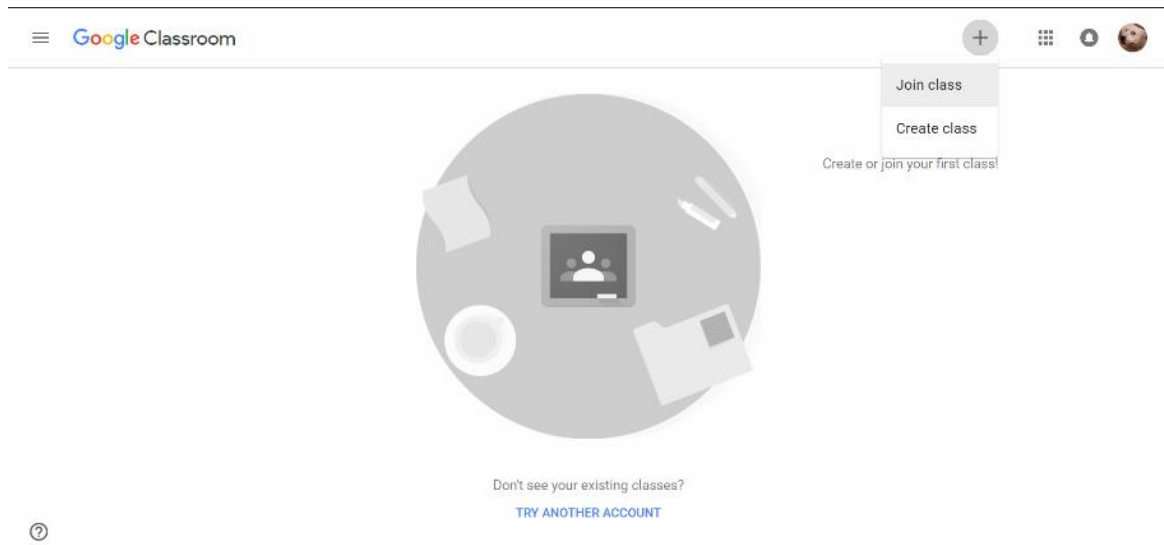 Google Classroom
Join class
Create class
Create or join your first class!
Don't see your existing classes?
TRY ANOTHER ACCOUNT